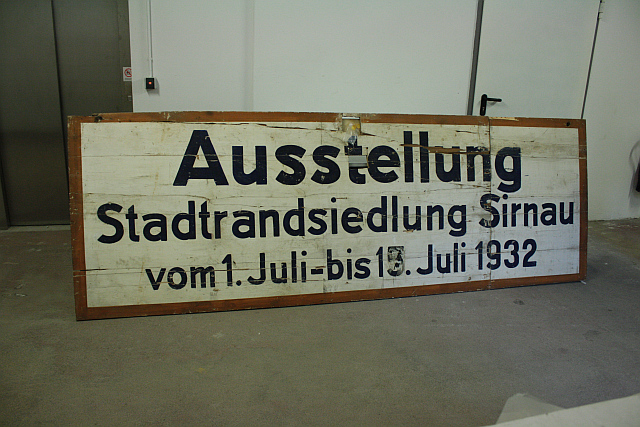 Ausstellung
Stadtrandsiedlung Sirnau
vom 1. Juli-bis 13. Juli 1932